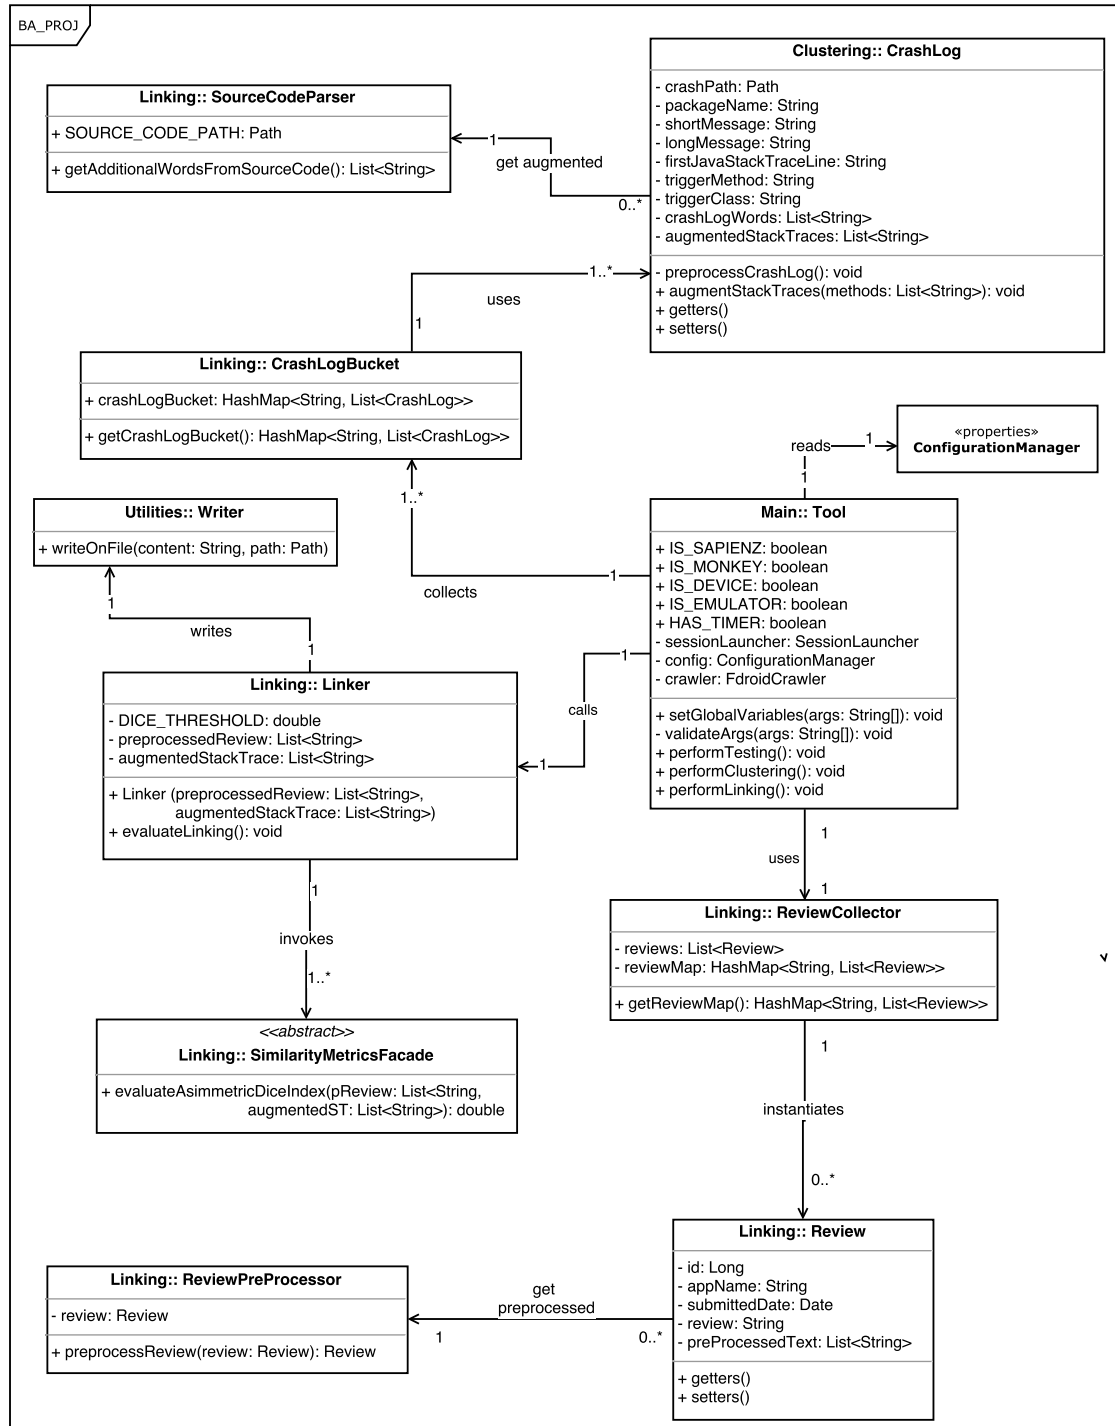 BA_PROJ
Clustering:: CrashLog
- crashPath: Path
- packageName: String
- shortMessage: String
- longMessage: String
- firstJavaStackTraceLine: String
- triggerMethod: String
- triggerClass: String
- crashLogWords: List<String>
- augmentedStackTraces: List<String>
- preprocessCrashLog(): void
+ augmentStackTraces(methods: List<String>): void
+ getters()
+ setters()
Linking:: SourceCodeParser
+ SOURCE_CODE_PATH: Path
+ getAdditionalWordsFromSourceCode(): List<String>
1
get augmented
0..*
1..*
uses
1
Linking:: CrashLogBucket
+ crashLogBucket: HashMap<String, List<CrashLog>>
+ getCrashLogBucket(): HashMap<String, List<CrashLog>>
reads
1
1
«properties»
ConfigurationManager
1..*
collects
1
Utilities:: Writer
+ writeOnFile(content: String, path: Path)
1
writes
1
Main:: Tool
+ IS_SAPIENZ: boolean
+ IS_MONKEY: boolean
+ IS_DEVICE: boolean
+ IS_EMULATOR: boolean
+ HAS_TIMER: boolean
- sessionLauncher: SessionLauncher
- config: ConfigurationManager
- crawler: FdroidCrawler
+ setGlobalVariables(args: String[]): void
- validateArgs(args: String[]): void
+ performTesting(): void
+ performClustering(): void
+ performLinking(): void
1
calls
1
Linking:: Linker
- DICE_THRESHOLD: double
- preprocessedReview: List<String>
- augmentedStackTrace: List<String>
+ Linker (preprocessedReview: List<String>,
augmentedStackTrace: List<String>)
+ evaluateLinking(): void
1
uses
1
Linking:: ReviewCollector
- reviews: List<Review>
- reviewMap: HashMap<String, List<Review>>
+ getReviewMap(): HashMap<String, List<Review>>
1
invokes
1..*
<<abstract>>
Linking:: SimilarityMetricsFacade
+ evaluateAsimmetricDiceIndex(pReview: List<String,
augmentedST: List<String>): double
1
instantiates
0..*
Linking:: Review
- id: Long
- appName: String
- submittedDate: Date
- review: String
- preProcessedText: List<String>
+ getters()
+ setters()
get
preprocessed
1
0..*
Linking:: ReviewPreProcessor
- review: Review
+ preprocessReview(review: Review): Review